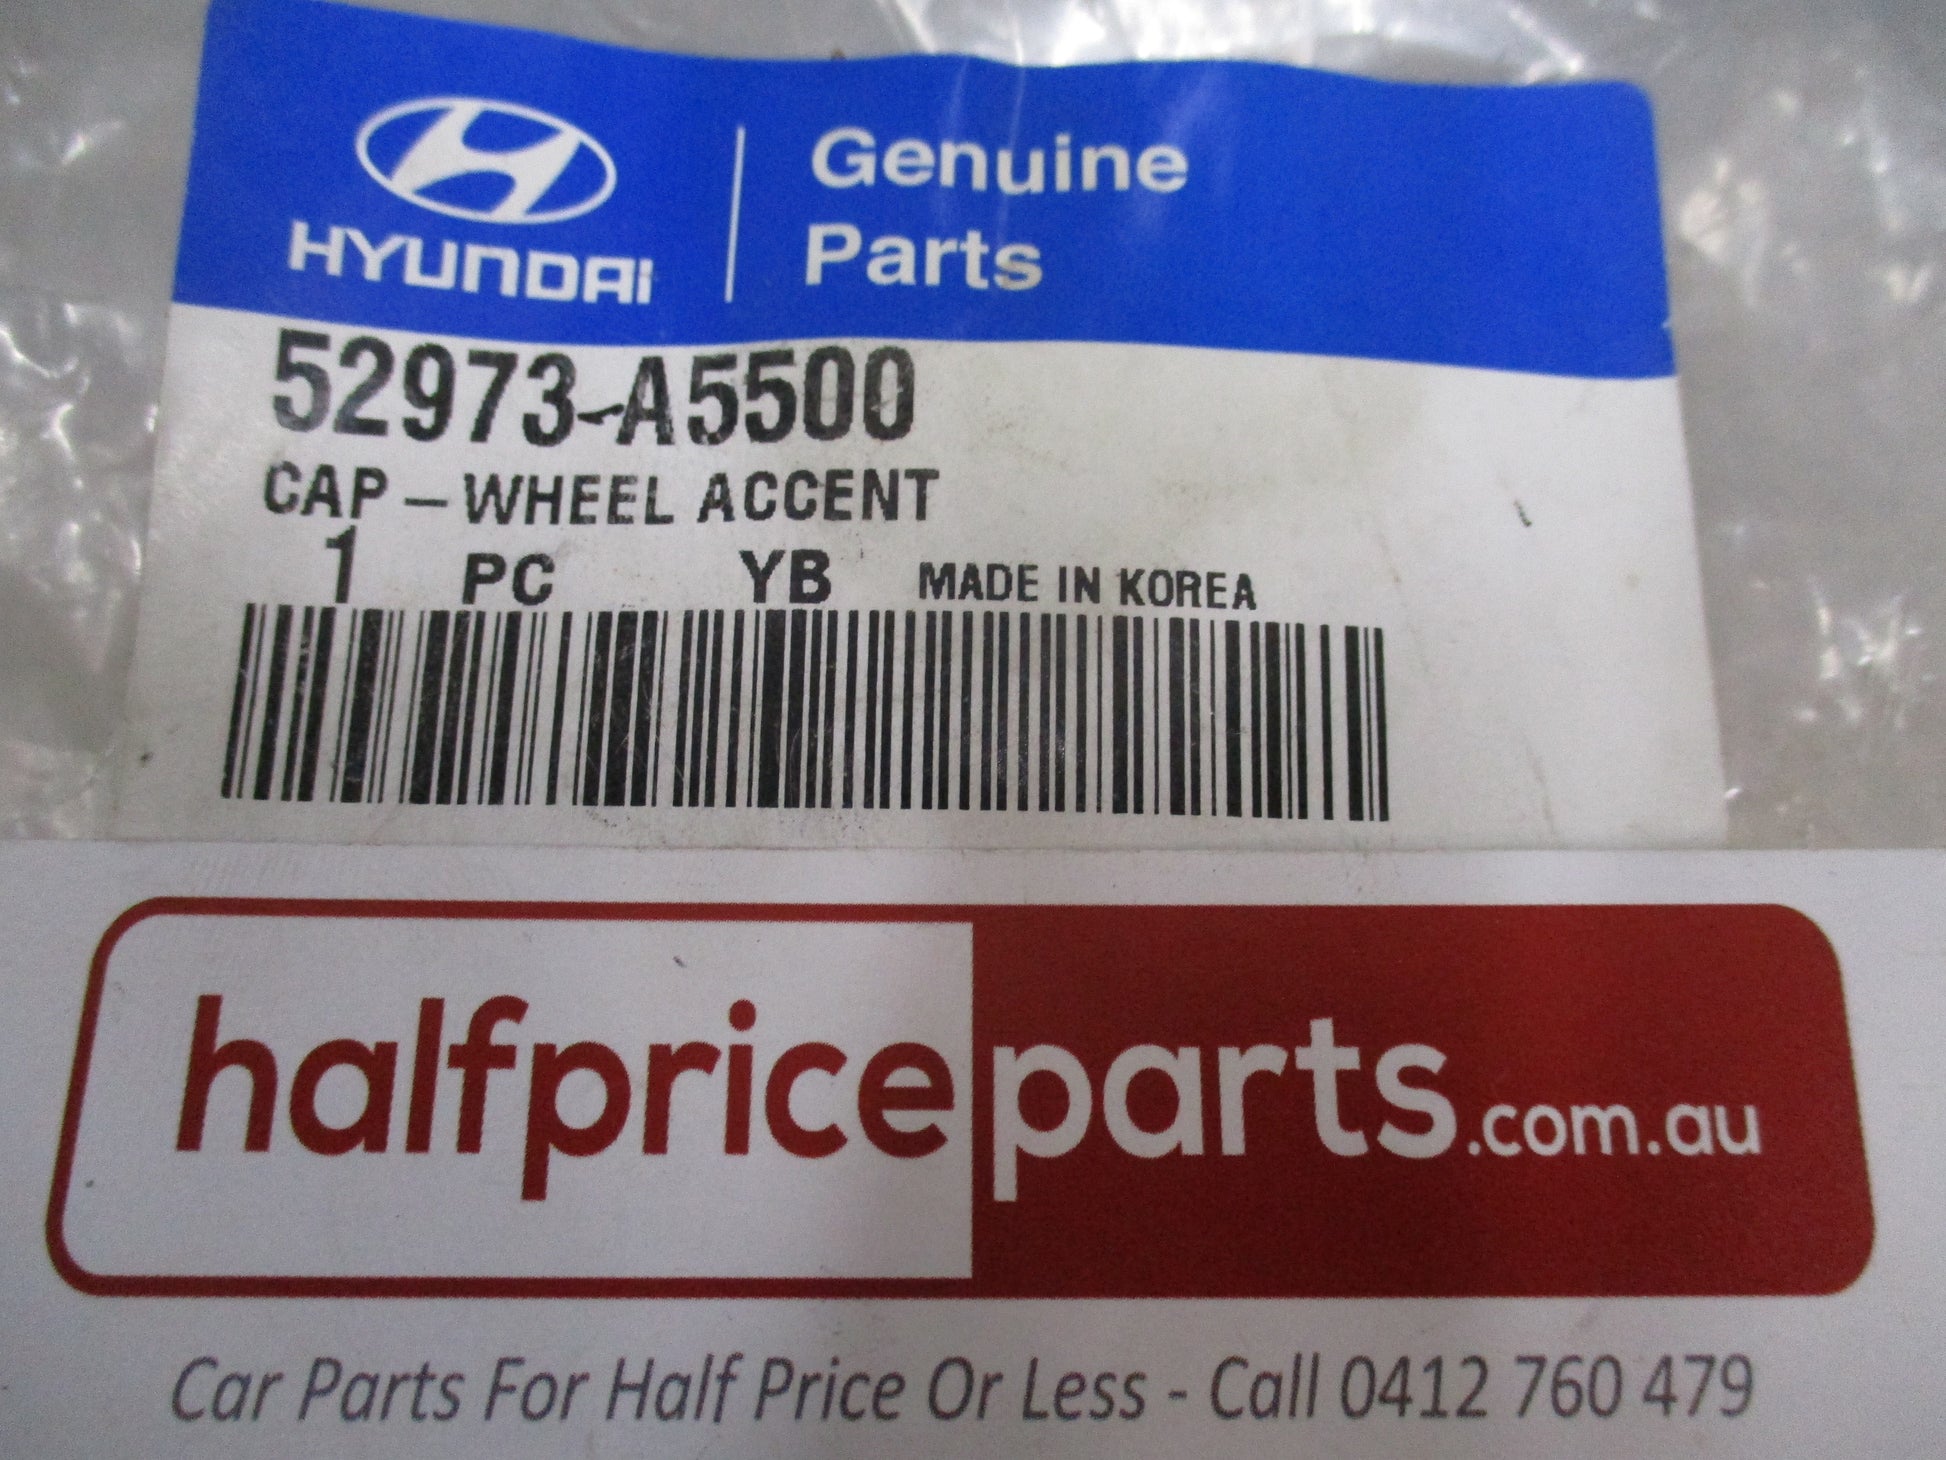 HYUNDAI
Genuine
Parts
52973-A5500
CAP-WHEEL ACCENT
1 PC YB MADE IN KOREA
halfpriceparts.com.au
Car Parts For Half Price Or Less - Call 0412 760 479